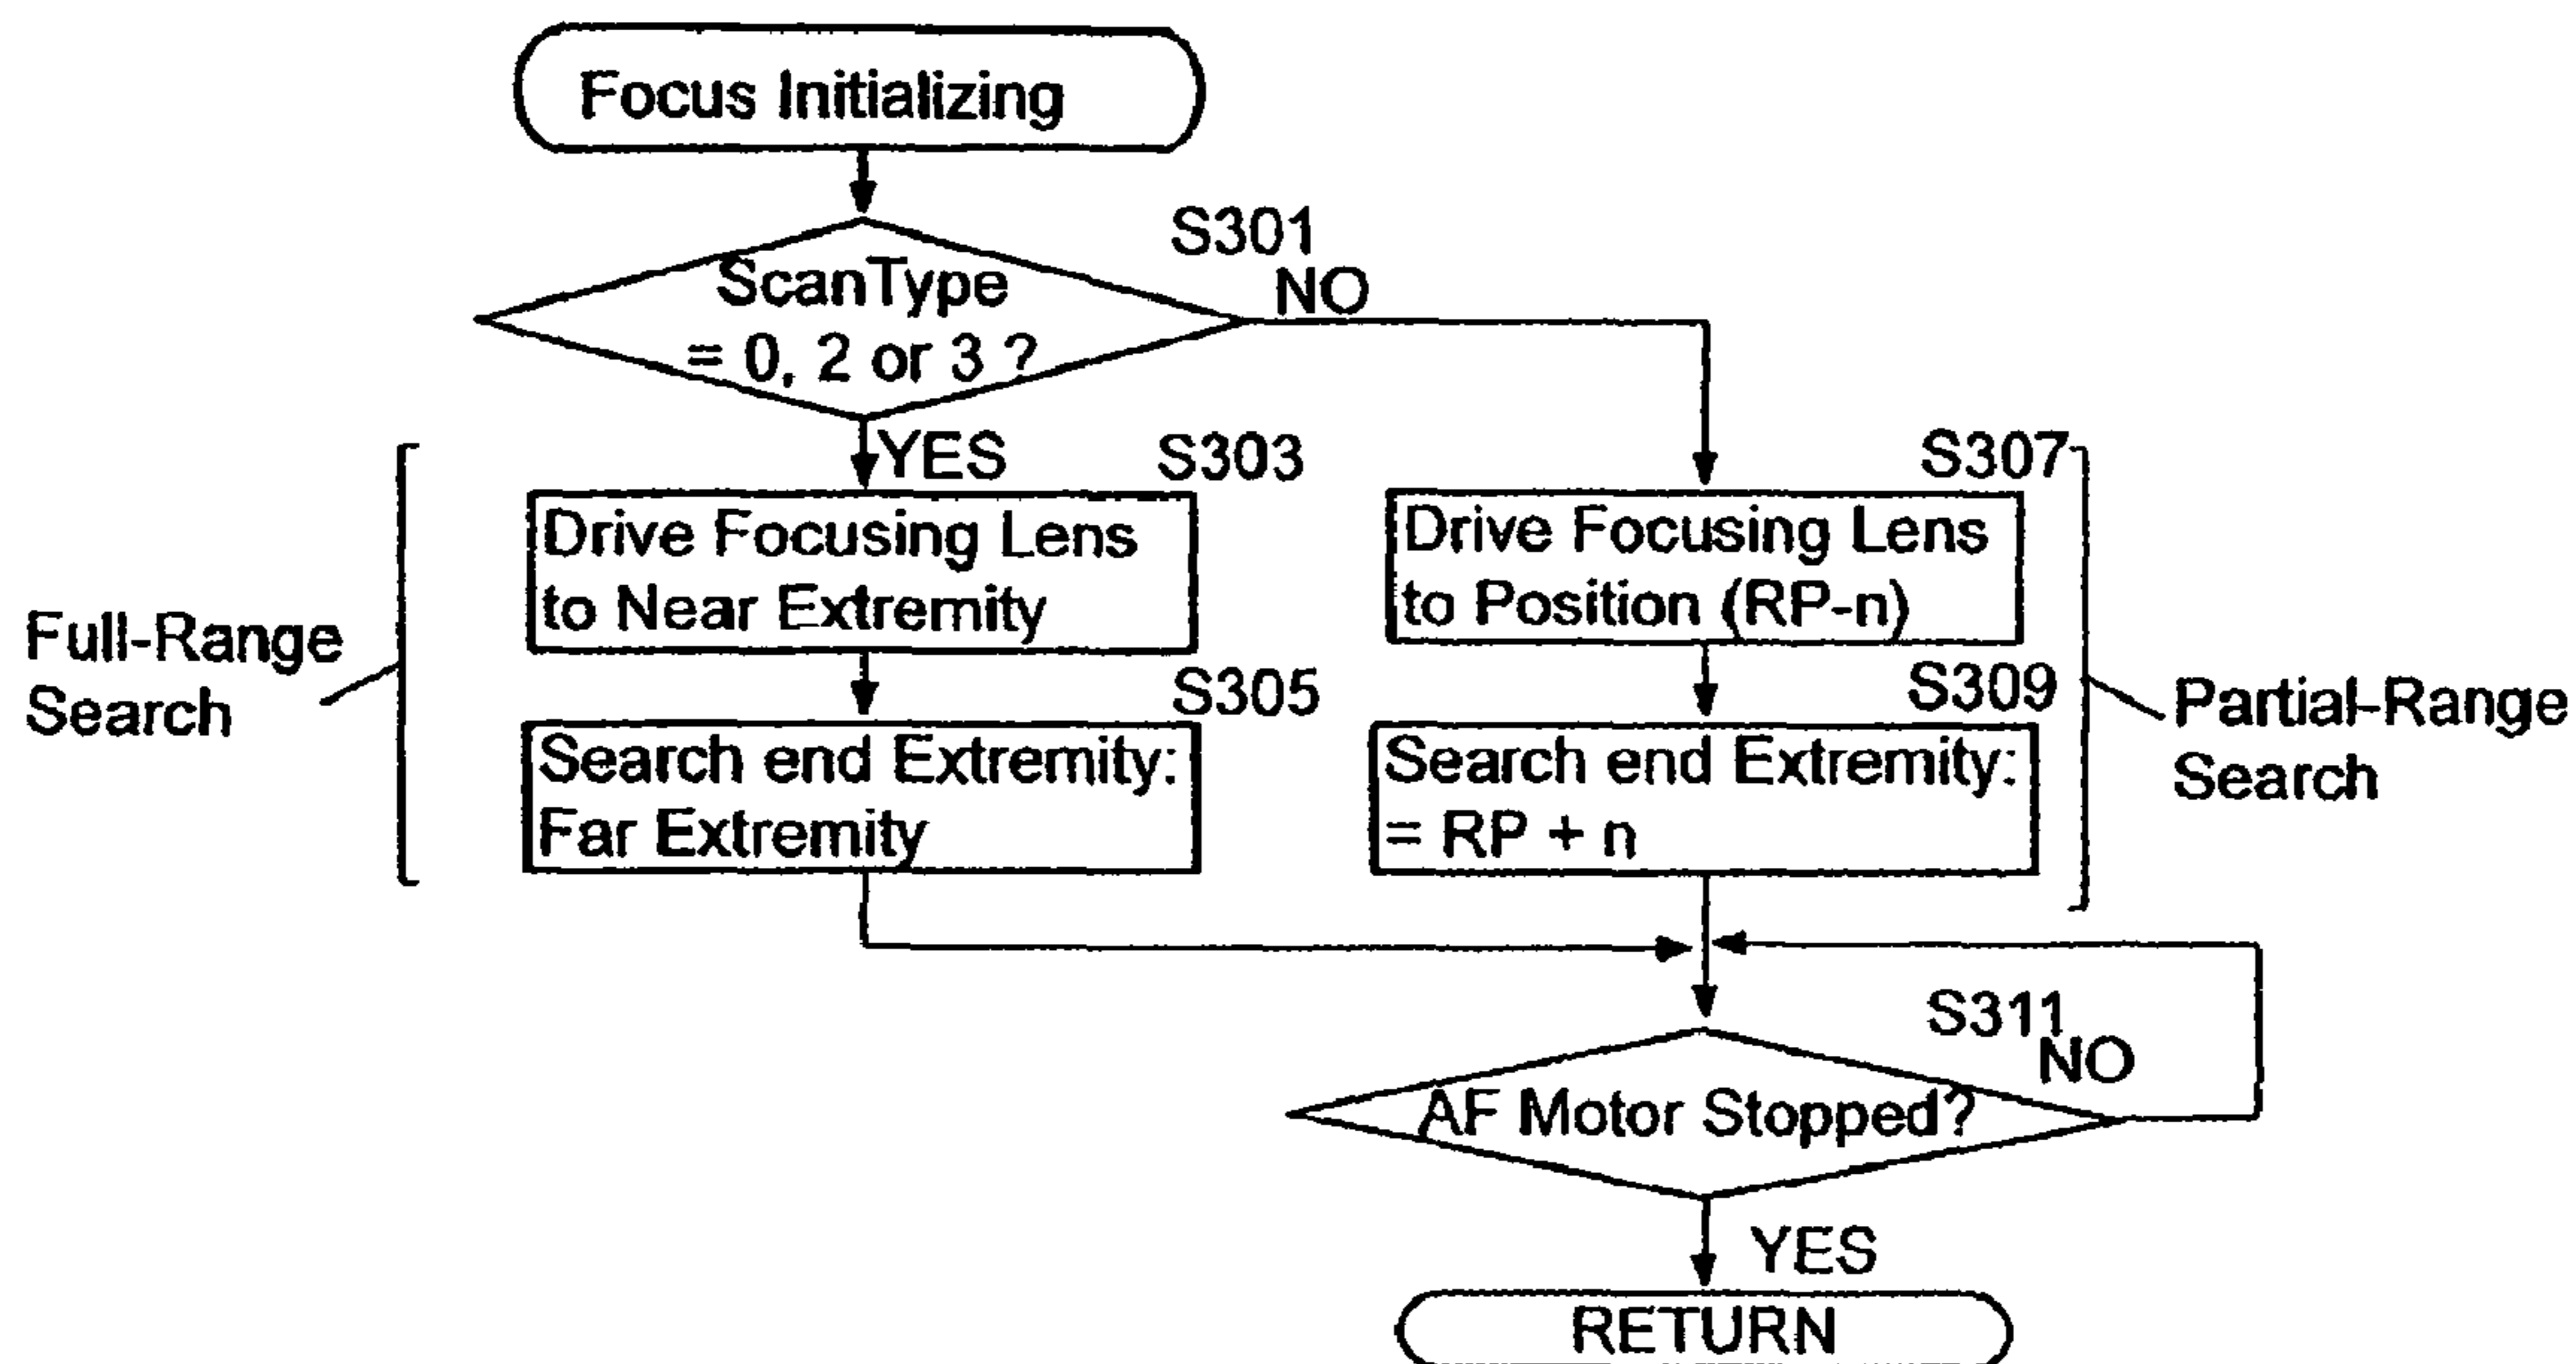 Focus Initializing
S301
ScanType
= 0, 2 or 3 ?
NO
YES
S303
Drive Focusing Lens
to Near Extremity
S305
Search end Extremity:
Far Extremity
Full-Range
Search
S307
Drive Focusing Lens
to Position (RP-n)
S309
Search end Extremity:
= RP + n
Partial-Range
Search
S311
NO
AF Motor Stopped?
YES
RETURN